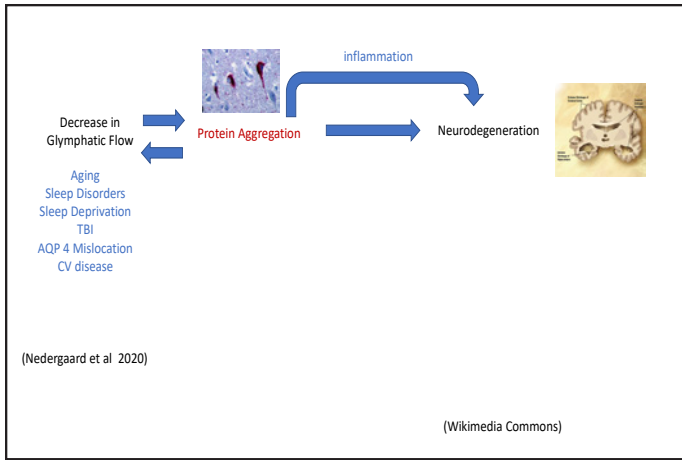 inflammation
Decrease in
Glymphatic Flow
Protein Aggregation
Neurodegeneration
Aging
Sleep Disorders
Sleep Deprivation
TBI
AQP 4 Mislocation
CV disease
(Nedergaard et al  2020)
(Wikimedia Commons)